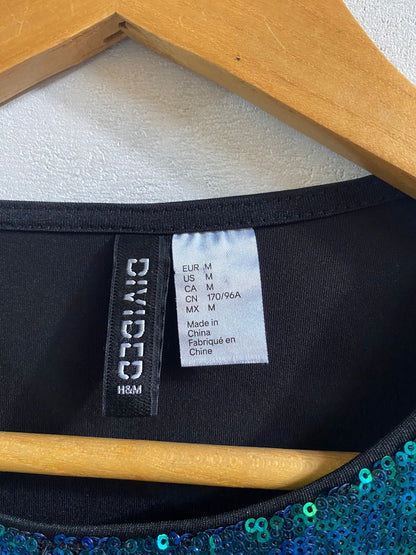 DIVIDED
H&M
EUR M
US M
CA M
CN 170/96A
MX M
Made in
China
Fabriqué en
Chine